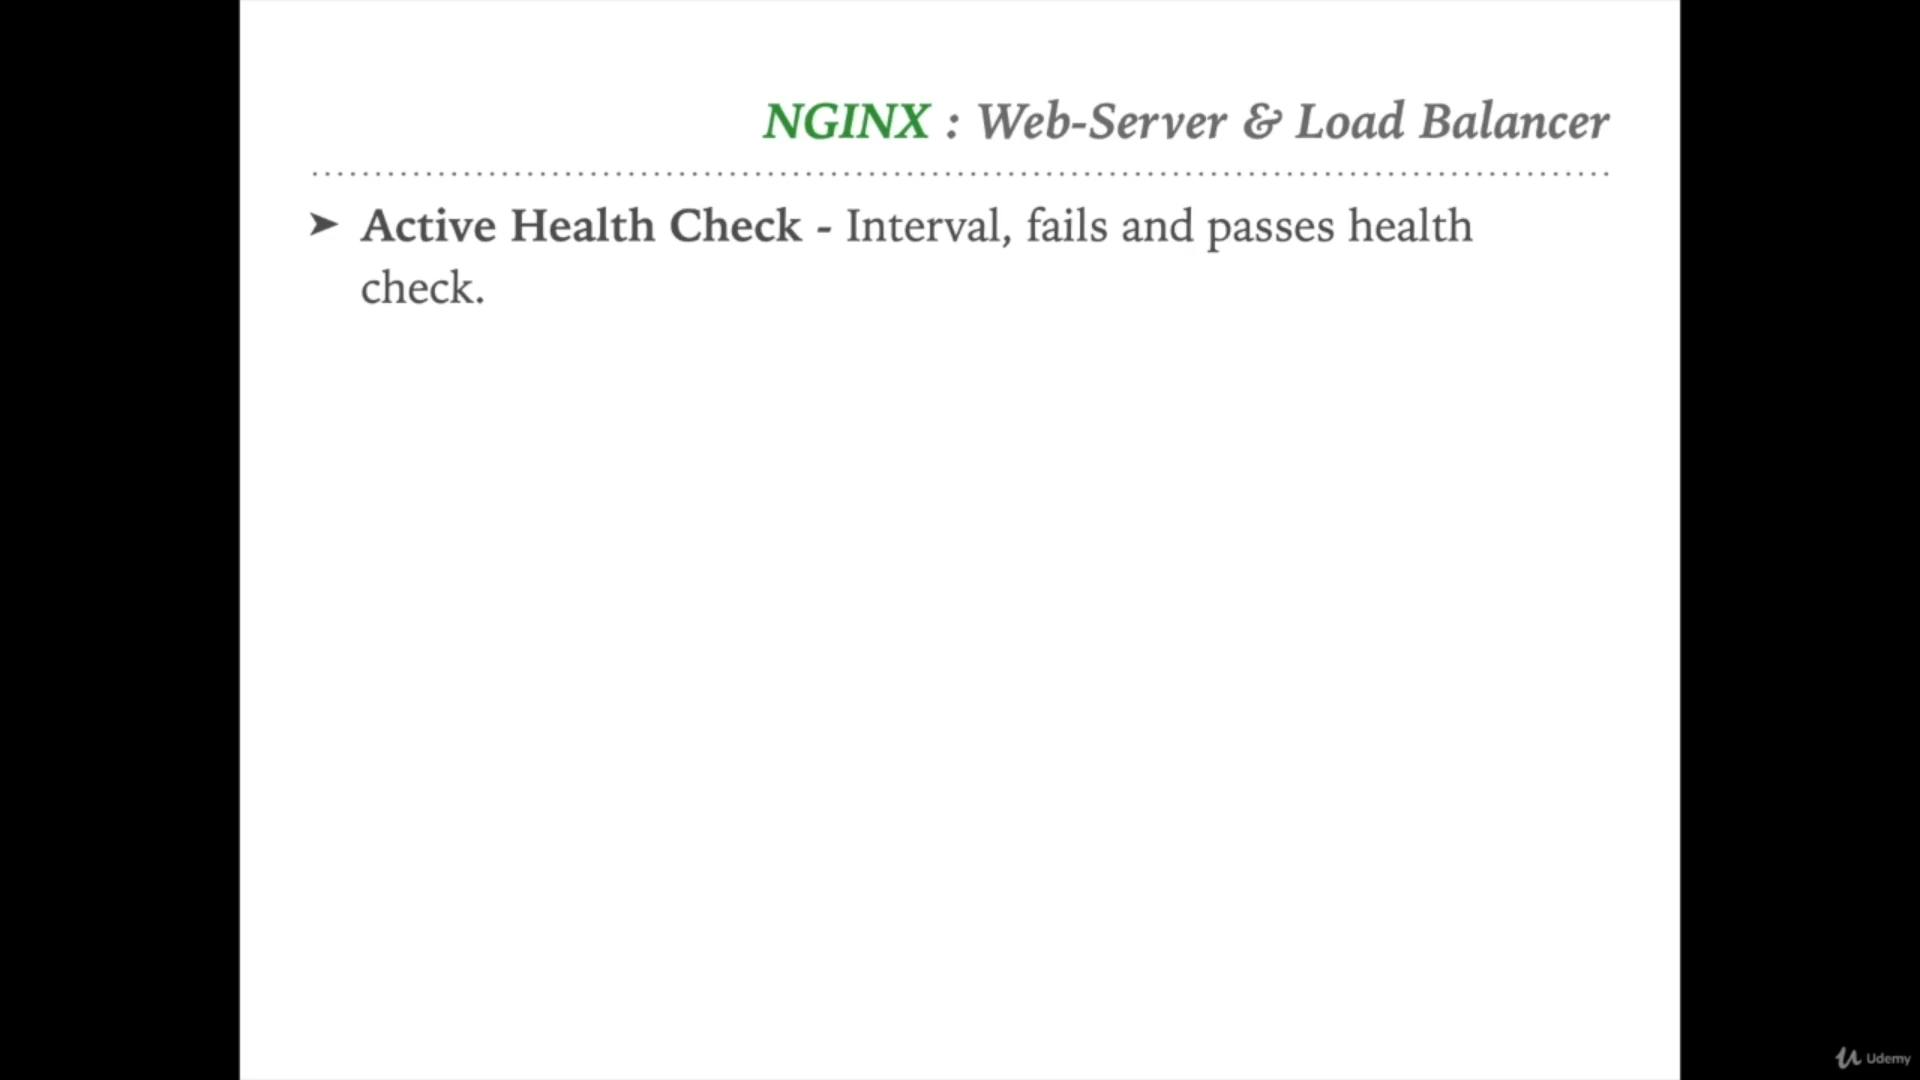 NGINX : Web-Server & Load Balancer
➤ Active Health Check - Interval, fails and passes health
check.
Udemy